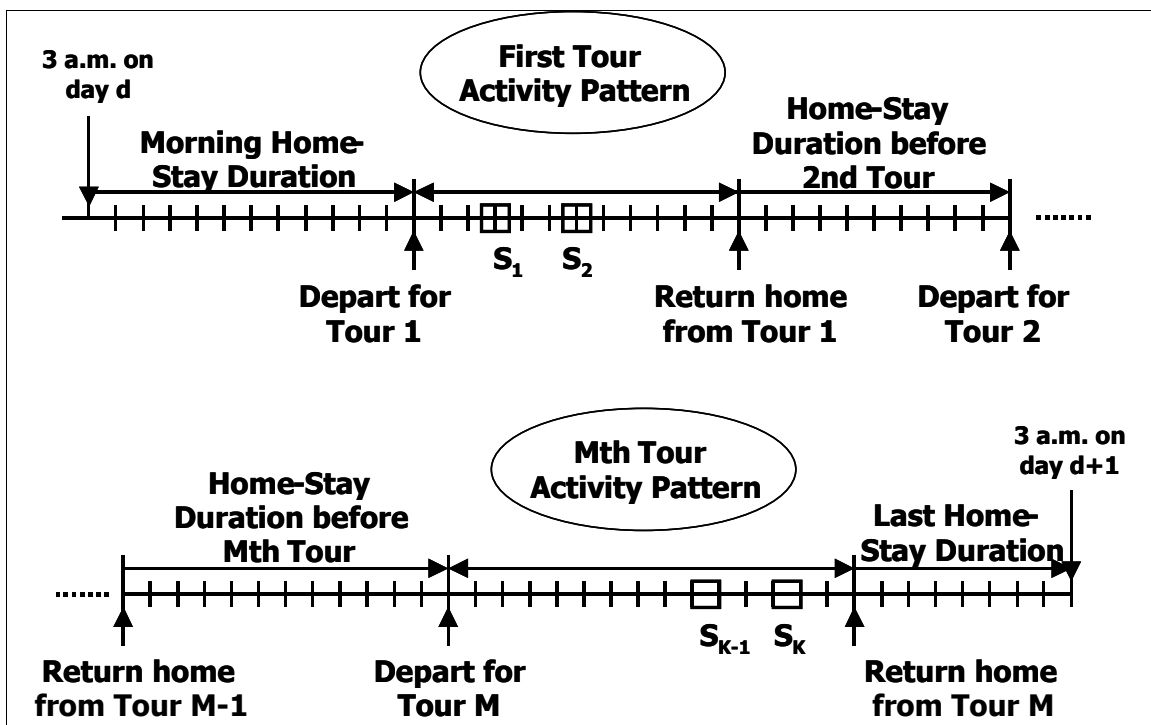 3 a.m. on
day d
First Tour
Activity Pattern
Morning Home-
Stay Duration
Home-Stay
Duration before
2nd Tour
........
S1
S2
Depart for
Tour 1
Return home
from Tour 1
Depart for
Tour 2
Mth Tour
Activity Pattern
3 a.m. on
day d+1
Home-Stay
Duration before
Mth Tour
Last Home-
Stay Duration
........
SK-1
SK
Return home
from Tour M-1
Depart for
Tour M
Return home
from Tour M